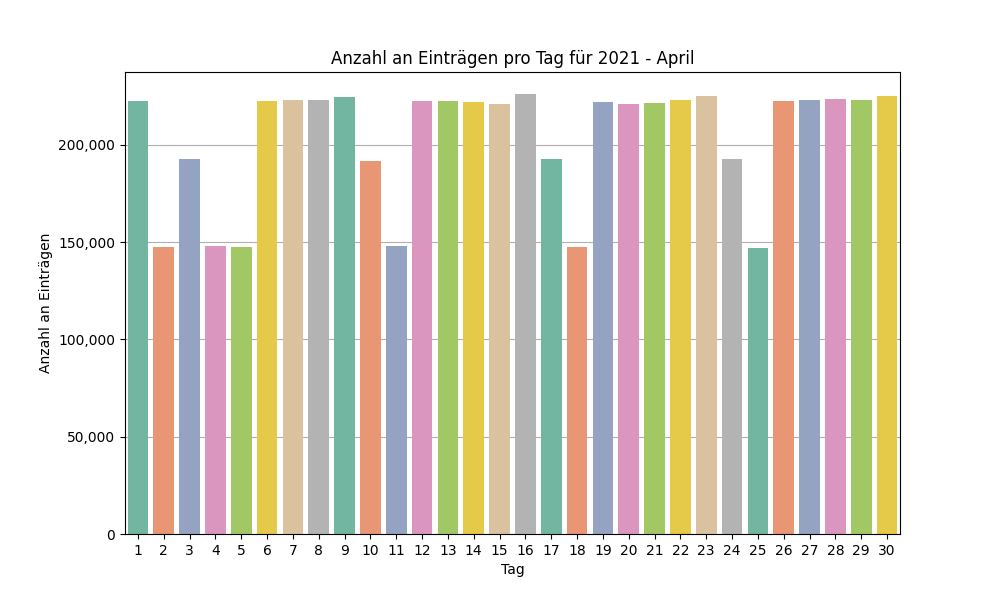 Anzahl an Einträgen pro Tag für 2021 - April
Anzahl an Einträgen
200,000
150,000
100,000
50,000
0
1 2 3 4 5 6 7 8 9 10 11 12 13 14 15 16 17 18 19 20 21 22 23 24 25 26 27 28 29 30
Tag